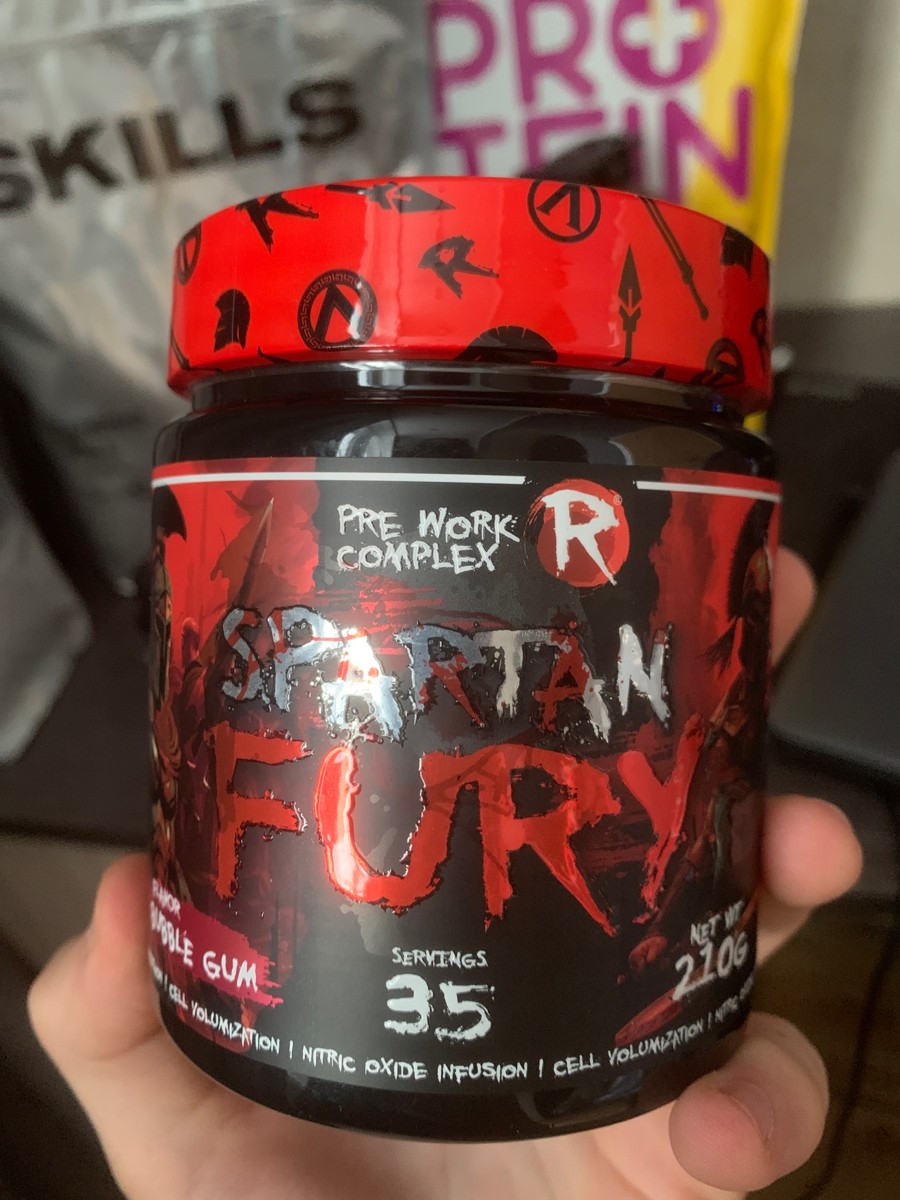 SKILLS
PRO
TEIN
R
PRE WORK
COMPLEX
R
SPARTAN
FURY
FLAVOR
BUBBLE GUM
SERVINGS
35
NET WT
210G
CELL VOLUMIZATION | NITRIC OXIDE INFUSION | CELL VOLUMIZATION | NITRIC